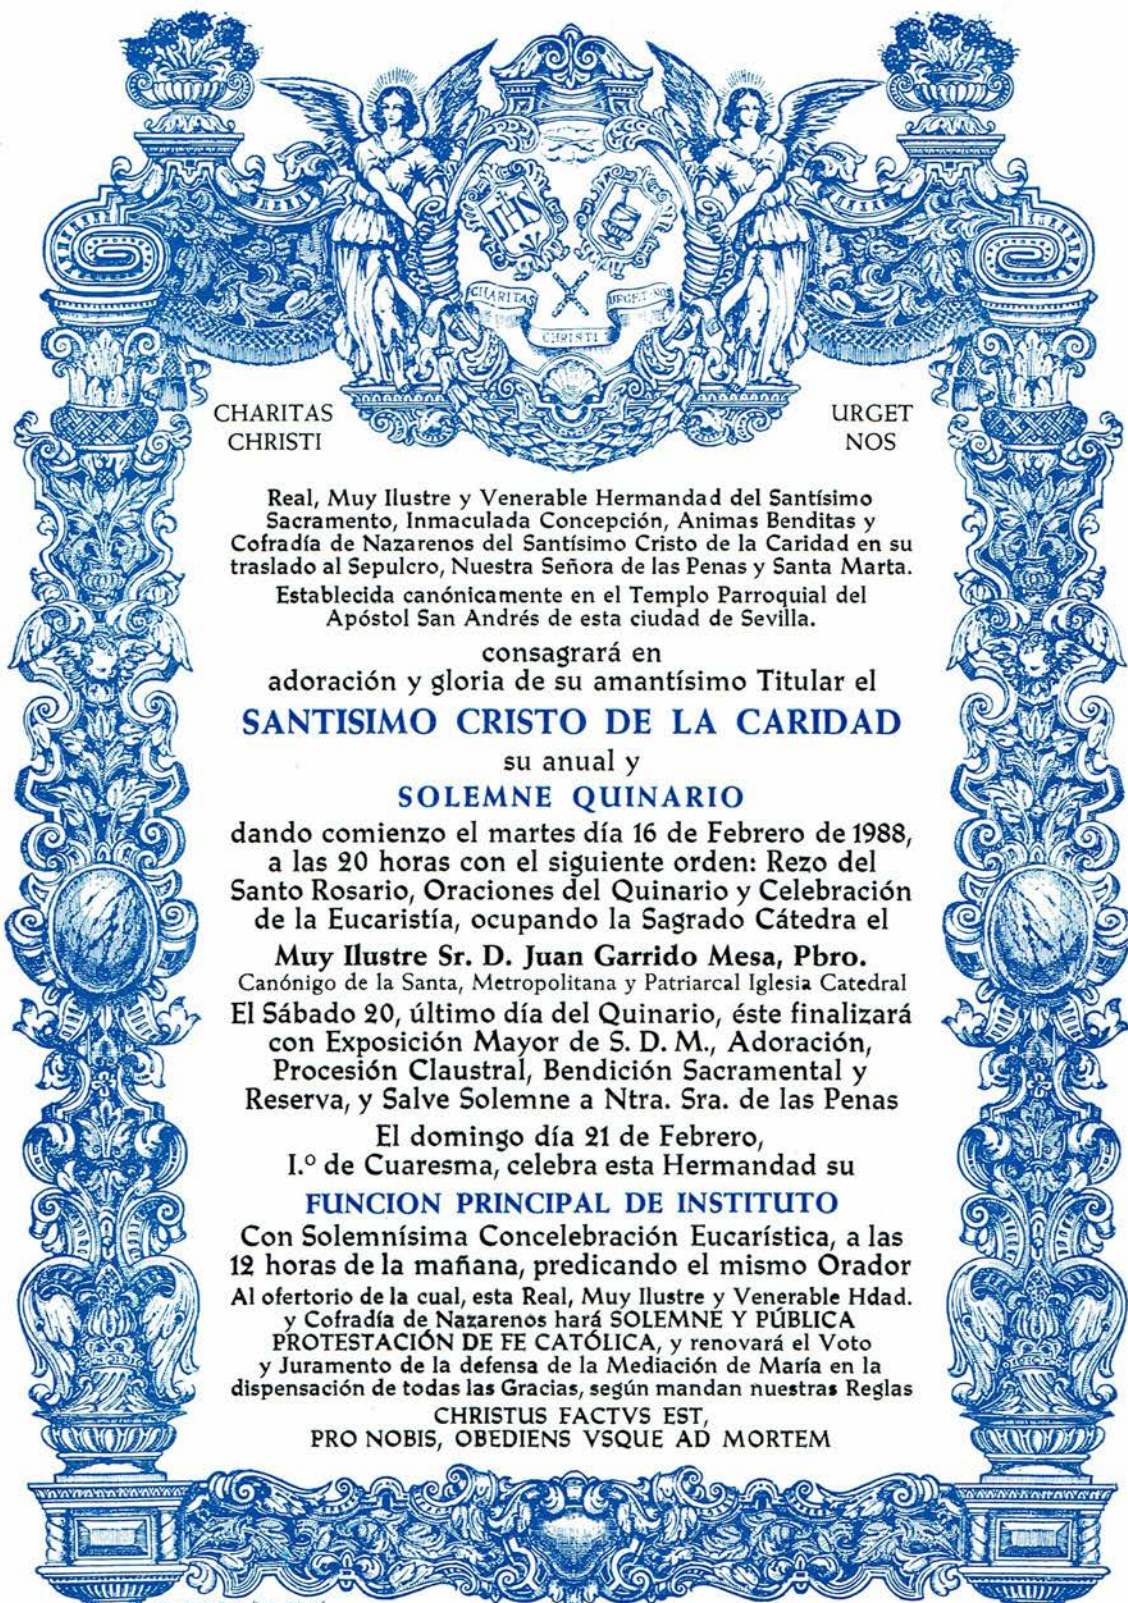 IHS
CHARITAS
URGET-NOS
CHRISTI
CHARITAS
CHRISTI
URGET
NOS
Real, Muy Ilustre y Venerable Hermandad del Santísimo
Sacramento, Inmaculada Concepción, Animas Benditas y
Cofradía de Nazarenos del Santísimo Cristo de la Caridad en su
traslado al Sepulcro, Nuestra Señora de las Penas y Santa Marta.
Establecida canónicamente en el Templo Parroquial del
Apóstol San Andrés de esta ciudad de Sevilla.
consagrará en
adoración y gloria de su amantísimo Titular el
SANTISIMO CRISTO DE LA CARIDAD
su anual y
SOLEMNE QUINARIO
dando comienzo el martes día 16 de Febrero de 1988,
a las 20 horas con el siguiente orden: Rezo del
Santo Rosario, Oraciones del Quinario y Celebración
de la Eucaristía, ocupando la Sagrado Cátedra el
Muy Ilustre Sr. D. Juan Garrido Mesa, Pbro.
Canónigo de la Santa, Metropolitana y Patriarcal Iglesia Catedral
El Sábado 20, último día del Quinario, éste finalizará
con Exposición Mayor de S. D. M., Adoración,
Procesión Claustral, Bendición Sacramental y
Reserva, y Salve Solemne a Ntra. Sra. de las Penas
El domingo día 21 de Febrero,
I.º de Cuaresma, celebra esta Hermandad su
FUNCION PRINCIPAL DE INSTITUTO
Con Solemnísima Concelebración Eucarística, a las
12 horas de la mañana, predicando el mismo Orador
Al ofertorio de la cual, esta Real, Muy Ilustre y Venerable Hdad.
y Cofradía de Nazarenos hará SOLEMNE Y PÚBLICA
PROTESTACIÓN DE FE CATÓLICA, y renovará el Voto
y Juramento de la defensa de la Mediación de María en la
dispensación de todas las Gracias, según mandan nuestras Reglas
CHRISTUS FACTVS EST,
PRO NOBIS, OBEDIENS VSQUE AD MORTEM